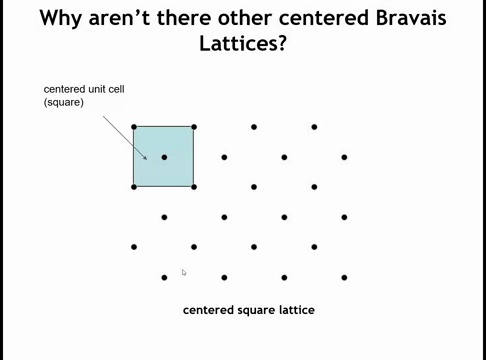 Why aren't there other centered Bravais
Lattices?
centered unit cell
(square)
centered square lattice